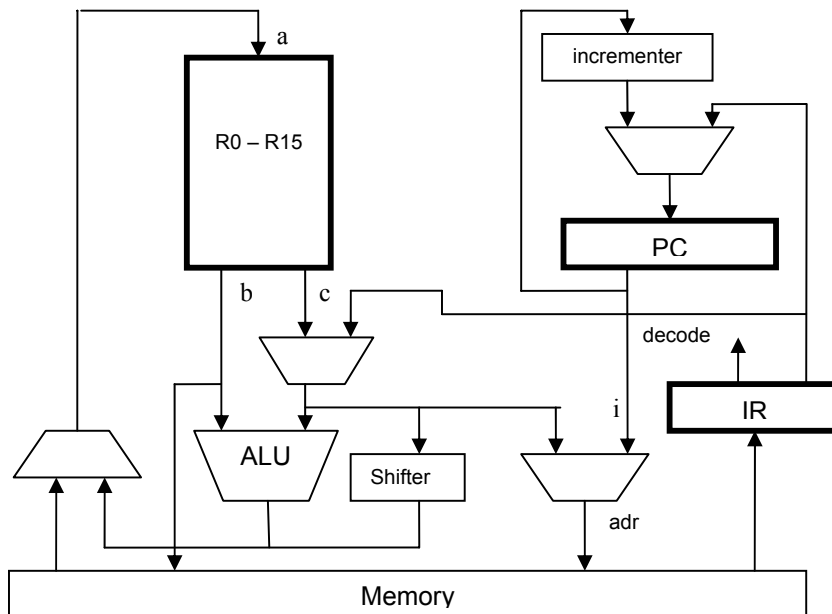 a
incrementer
R0 – R15
PC
b
c
decode
i
IR
ALU
Shifter
adr
Memory